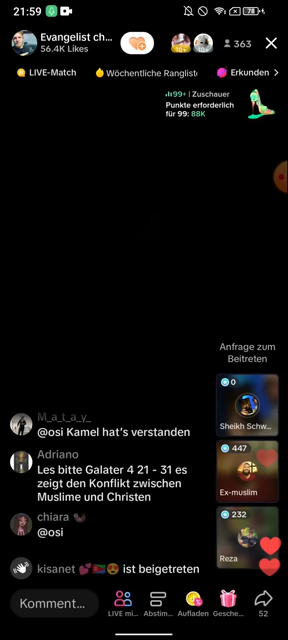 21:59
78
Evangelist ch...
56.4K Likes
10+
363
LIVE-Match
Wöchentliche Ranglist
Erkunden
99+ | Zuschauer
Punkte erforderlich
für 99: 88K
Anfrage zum
Beitreten
0
Sheikh Schw...
M_a_t_a_y_
@osi Kamel hat's verstanden
Adriano
Les bitte Galater 4 21 - 31 es
zeigt den Konflikt zwischen
Muslime und Christen
447
Ex-muslim
chiara
@osi
232
Reza
kisanet ist beigetreten
Komment...
LIVE mi...
Abstim...
Aufladen
Gesche...
52